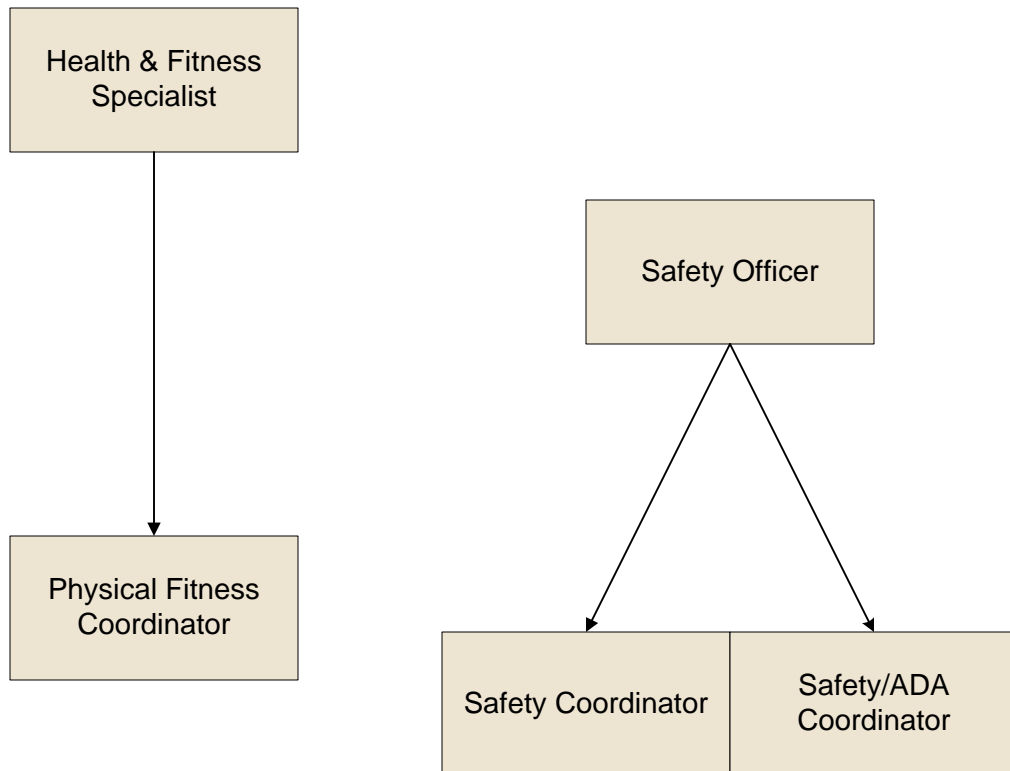 Health & Fitness
Specialist
Safety Officer
Physical Fitness
Coordinator
Safety Coordinator
Safety/ADA
Coordinator